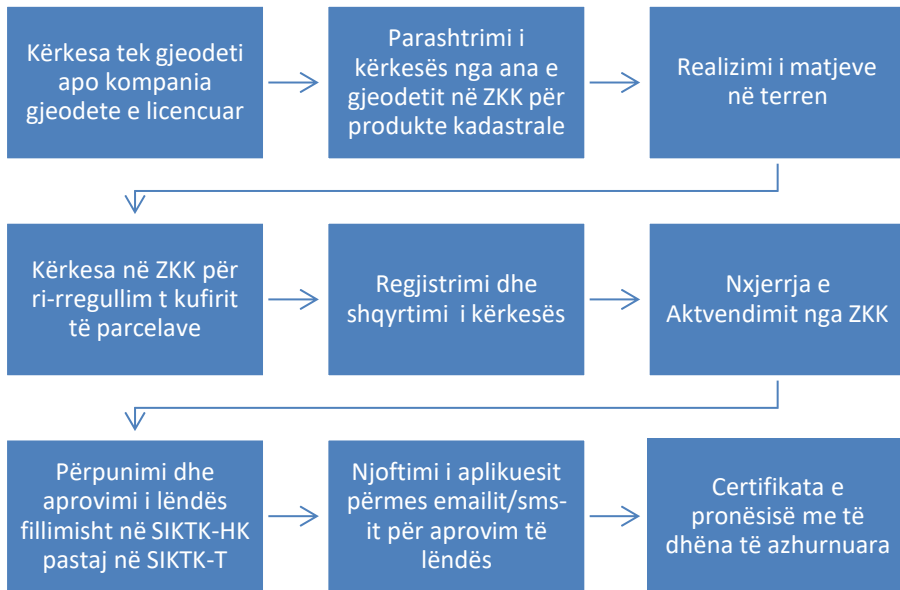 Kërkesa tek gjeodeti
apo kompania
gjeodete e licencuar
Parashtrimi i
kërkesës nga ana e
gjeodetit në ZKK për
produkte kadastrale
Realizimi i matjeve
në terren
Kërkesa në ZKK për
ri-rregullim t kufirit
të parcelave
Regjistrimi dhe
shqyrtimi i kërkesës
Nxjerrja e
Aktvendimit nga ZKK
Përpunimi dhe
aprovimi i lëndës
fillimisht në SIKTK-HK
pastaj në SIKTK-T
Njoftimi i aplikuesit
përmes emailit/sms-
it për aprovim të
lëndës
Certifikata e
pronësisë me të
dhëna të azhurnuara